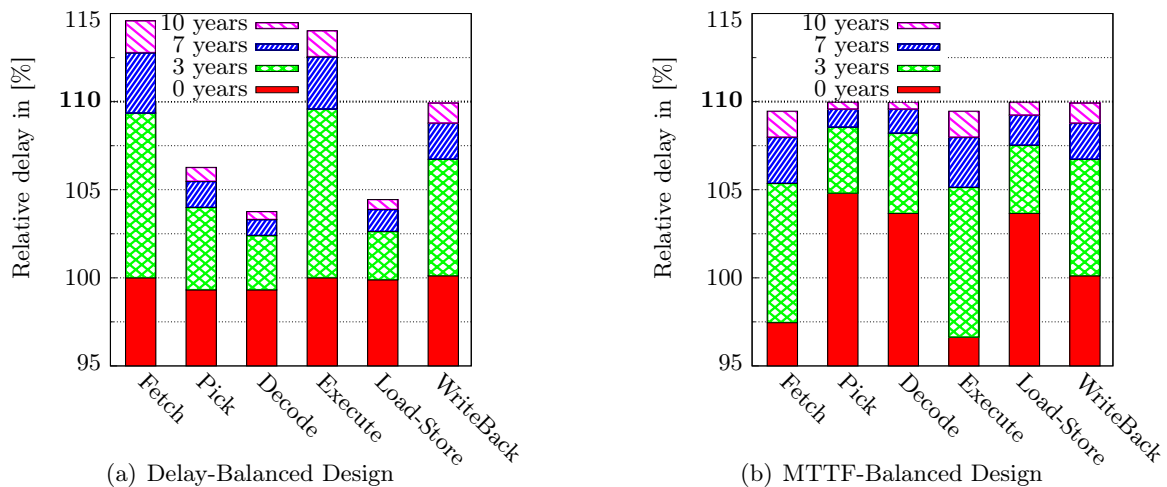 Relative delay in [%]
115
110
105
100
95
10 years
7 years
3 years
0 years
Fetch
Pick
Decode
Execute
Load-Store
WriteBack
(a) Delay-Balanced Design
Relative delay in [%]
115
110
105
100
95
10 years
7 years
3 years
0 years
Fetch
Pick
Decode
Execute
Load-Store
WriteBack
(b) MTTF-Balanced Design